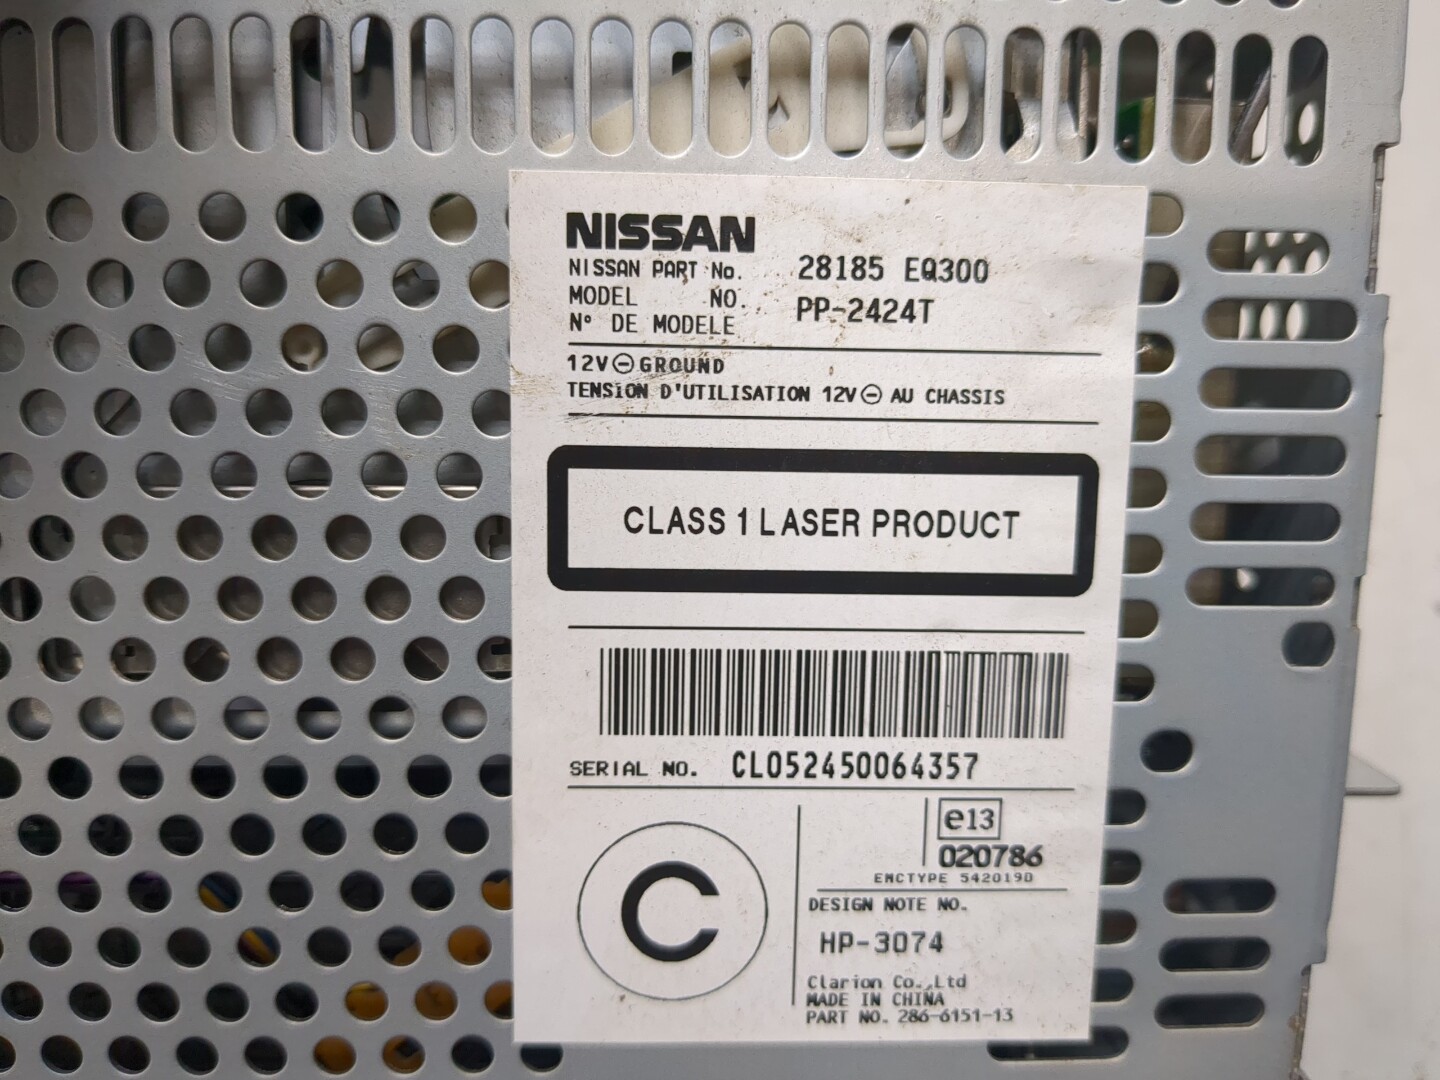 NISSAN
NISSAN PART No. 28185 EQ300
MODEL NO. PP-2424T
N° DE MODELE
12V⊖GROUND
TENSION D'UTILISATION 12V⊖ AU CHASSIS
CLASS 1 LASER PRODUCT
SERIAL NO. CL052450064357
C
e13
020786
EMCTYPE 542019D
DESIGN NOTE NO.
HP-3074
Clarion Co.,Ltd
MADE IN CHINA
PART NO. 286-6151-13